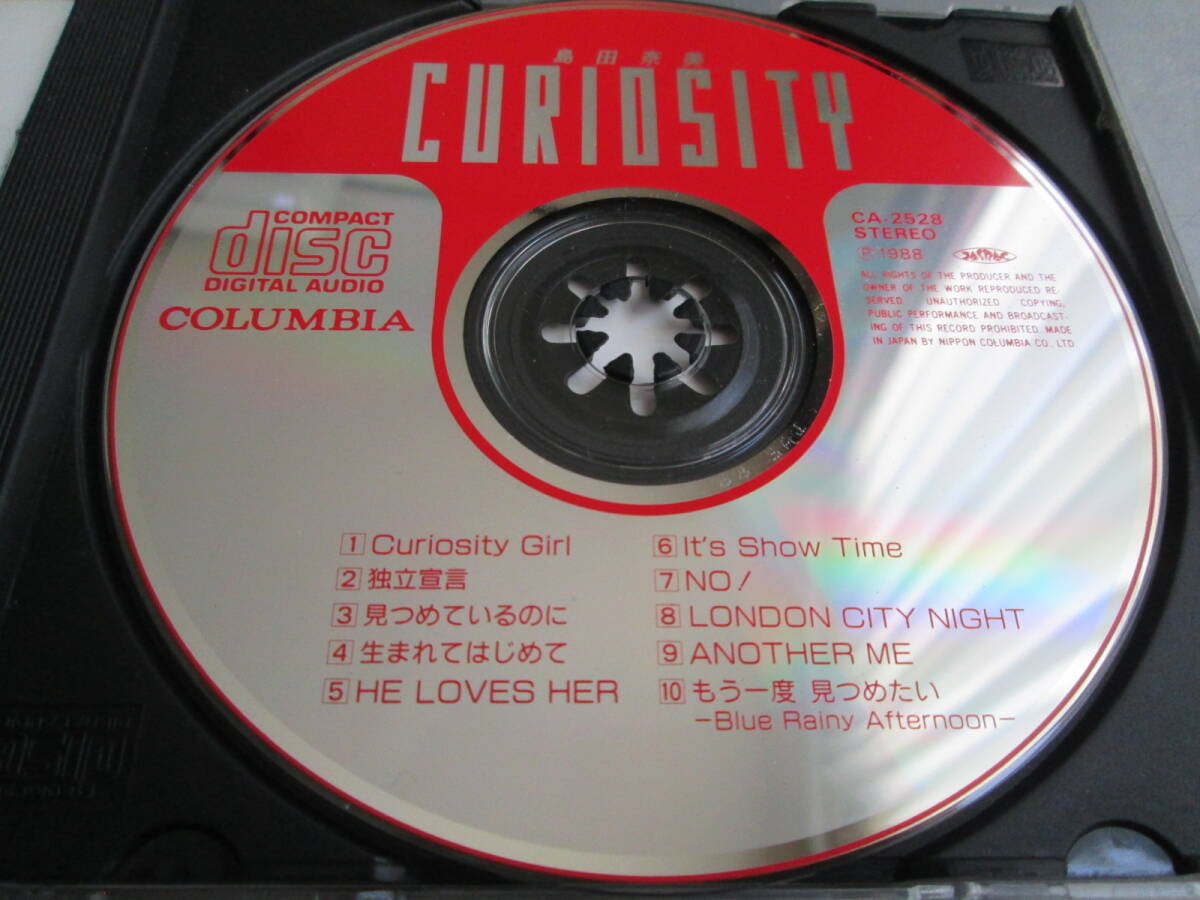 島田奈美
CURIOSITY
COMPACT
disc
DIGITAL AUDIO
COLUMBIA
CA-2528
STEREO
Ⓟ1988
ALL RIGHTS OF THE PRODUCER AND THE
OWNER OF THE WORK REPRODUCED RE-
SERVED UNAUTHORIZED COPYING,
PUBLIC PERFORMANCE AND BROADCAST-
ING OF THIS RECORD PROHIBITED. MADE
IN JAPAN BY NIPPON COLUMBIA CO., LTD
1 Curiosity Girl
2 独立宣言
3 見つめているのに
4 生まれてはじめて
5 HE LOVES HER
6 It's Show Time
7 NO!
8 LONDON CITY NIGHT
9 ANOTHER ME
10 もう一度 見つめたい
-Blue Rainy Afternoon-